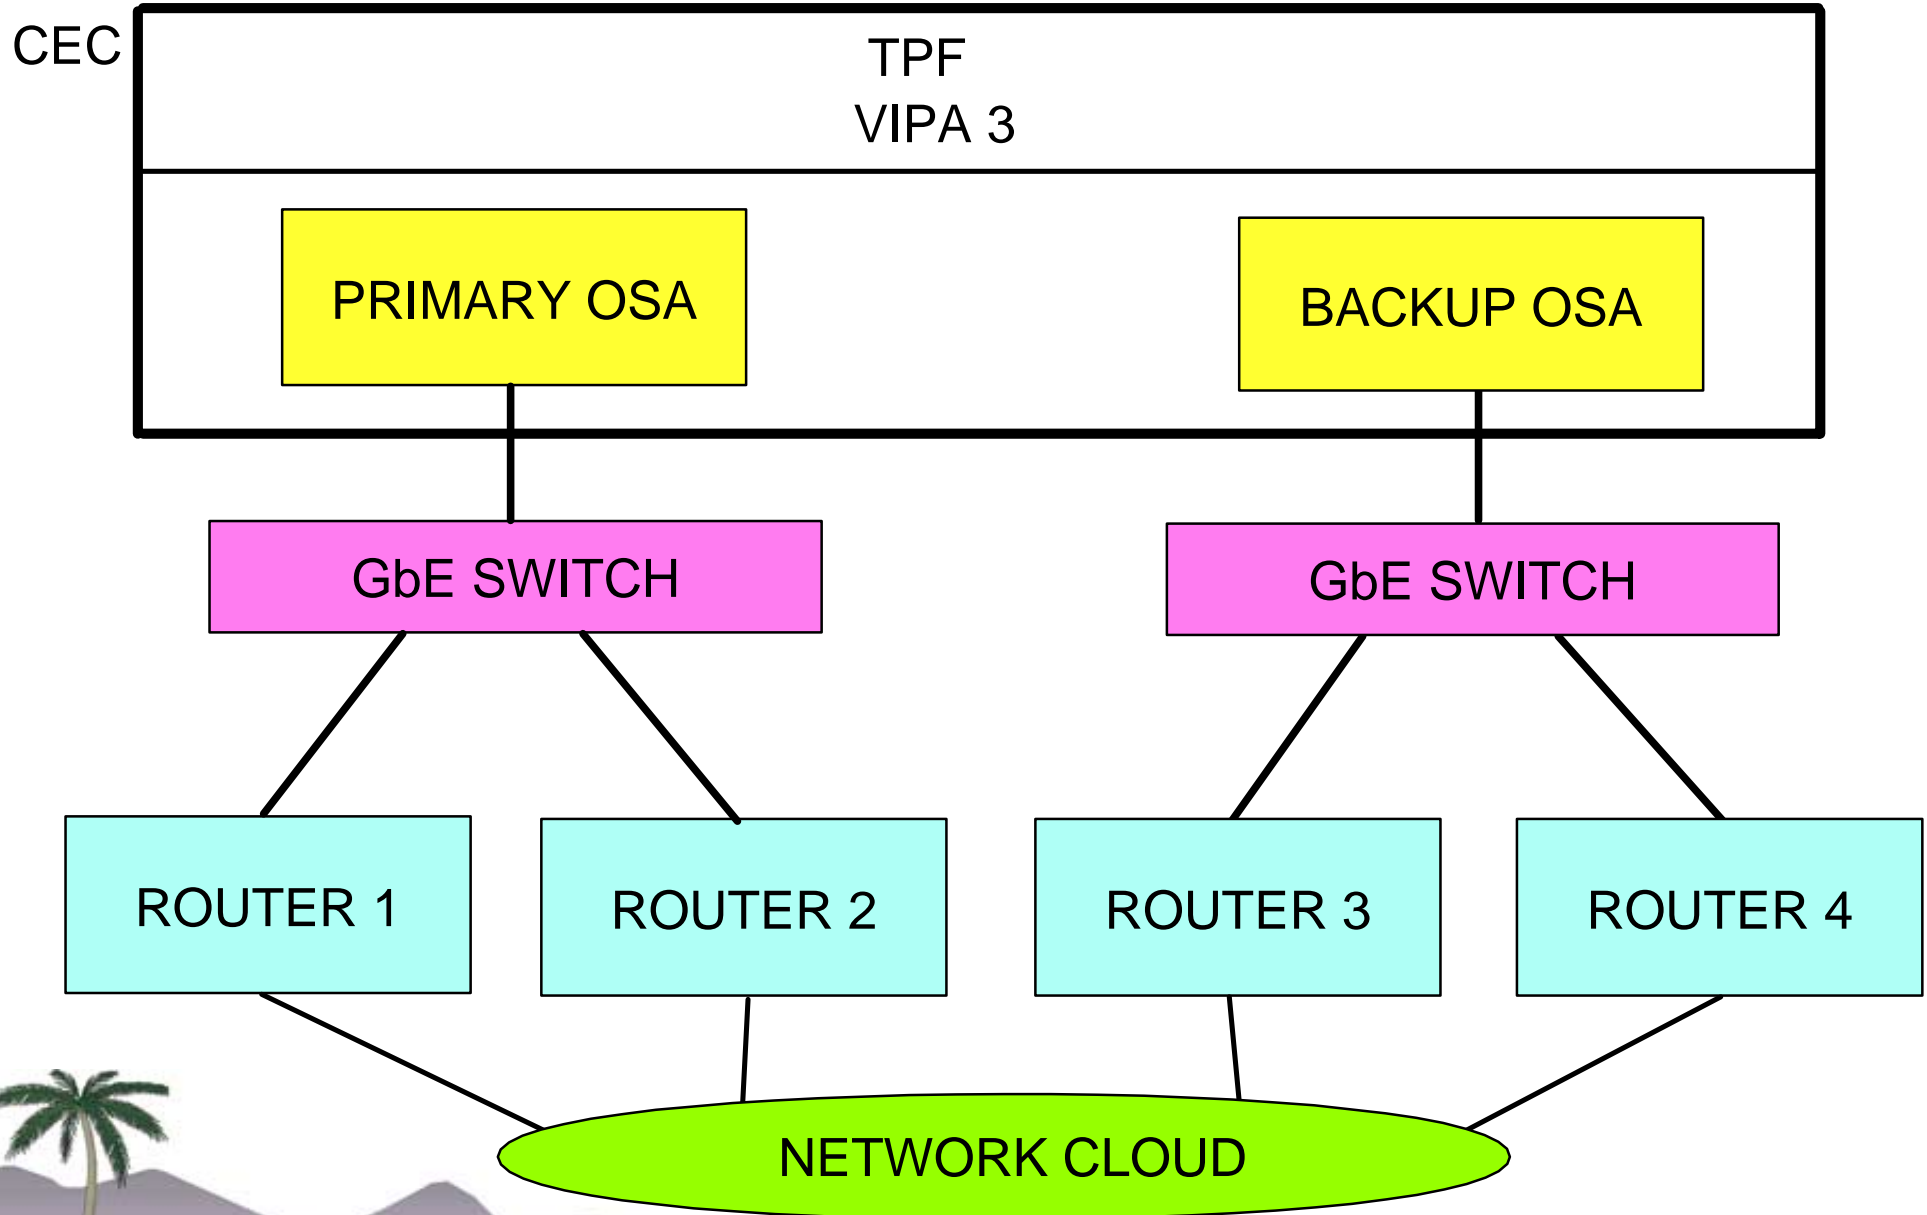 CEC
TPF
VIPA 3
PRIMARY OSA
BACKUP OSA
GbE SWITCH
GbE SWITCH
ROUTER 1
ROUTER 2
ROUTER 3
ROUTER 4
NETWORK CLOUD